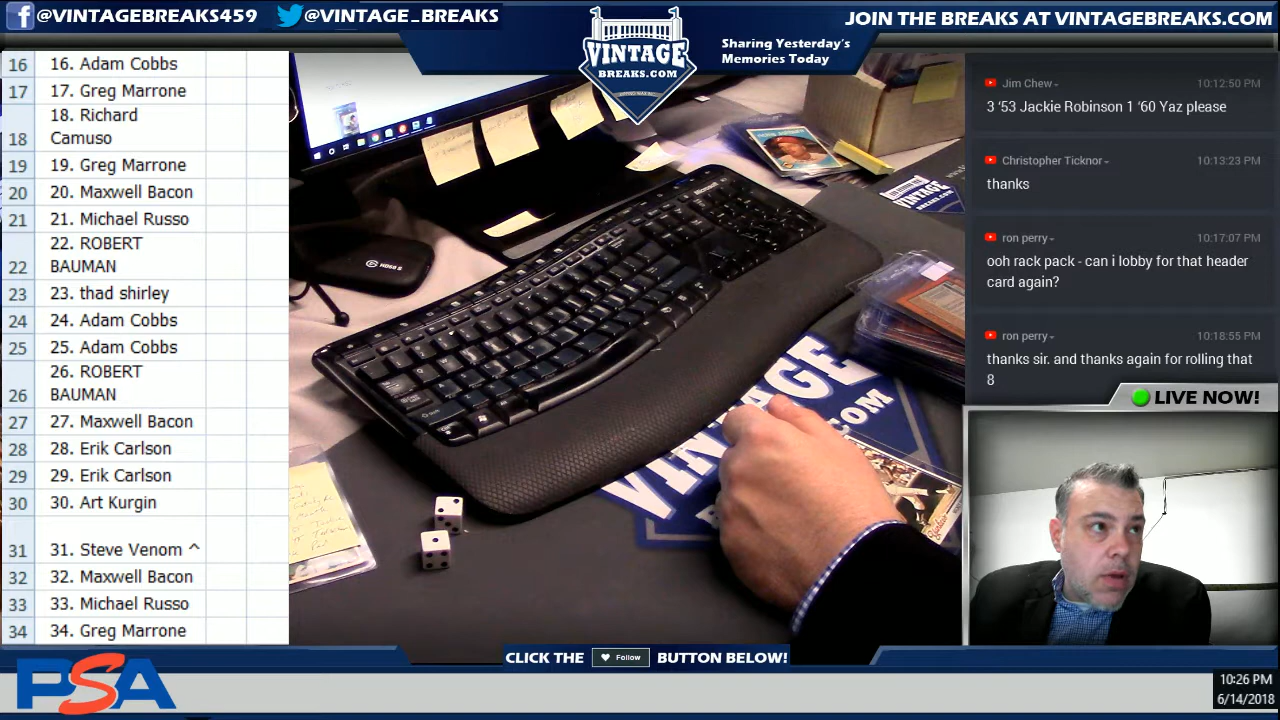 @VINTAGEBREAKS459
@VINTAGE_BREAKS
VINTAGE
BREAKS.COM
Sharing Yesterday's
Memories Today
JOIN THE BREAKS AT VINTAGEBREAKS.COM
16 16. Adam Cobbs
17 17. Greg Marrone
18. Richard
18 Camuso
19 19. Greg Marrone
20 20. Maxwell Bacon
21 21. Michael Russo
22. ROBERT
22 BAUMAN
23 23. thad shirley
24 24. Adam Cobbs
25 25. Adam Cobbs
26. ROBERT
26 BAUMAN
27 27. Maxwell Bacon
28 28. Erik Carlson
29 29. Erik Carlson
30 30. Art Kurgin
31 31. Steve Venom ^
32 32. Maxwell Bacon
33 33. Michael Russo
34 34. Greg Marrone
HD60 S
VINTAGE
VINTAGE
.COM
Jim Chew 10:12:50 PM
3 '53 Jackie Robinson 1 '60 Yaz please
Christopher Ticknor 10:13:23 PM
thanks
ron perry 10:17:07 PM
ooh rack pack - can i lobby for that header
card again?
ron perry 10:18:55 PM
thanks sir. and thanks again for rolling that
8
LIVE NOW!
CLICK THE Follow BUTTON BELOW!
PSA
10:26 PM
6/14/2018